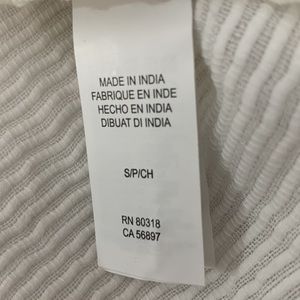 MADE IN INDIA
FABRIQUE EN INDE
HECHO EN INDIA
DIBUAT DI INDIA
S/P/CH
RN 80318
CA 56897